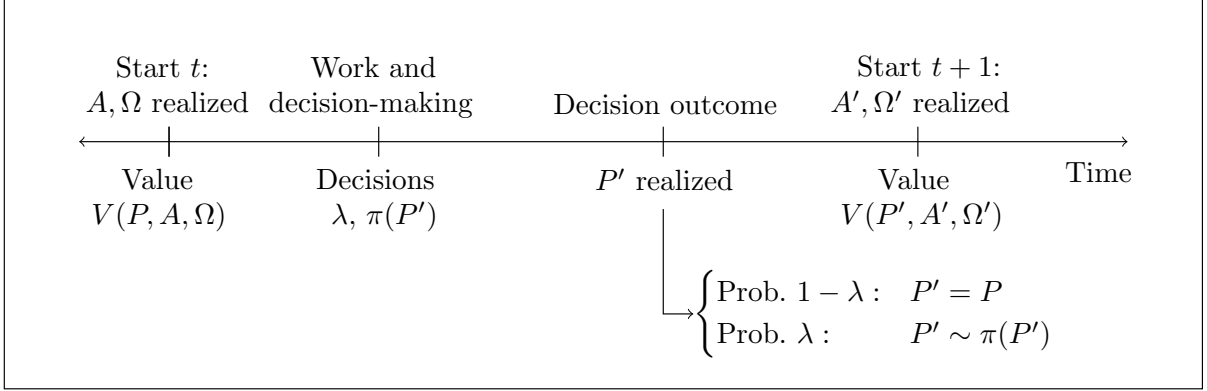 Start t:
A, Ω realized
Work and
decision-making
Decision outcome
Start t + 1:
A′, Ω′ realized
Value
V(P, A, Ω)
Decisions
λ, π(P′)
P′ realized
Value
V(P′, A′, Ω′)
Time
Prob. 1 − λ : P′ = P
Prob. λ : P′ ∼ π(P′)